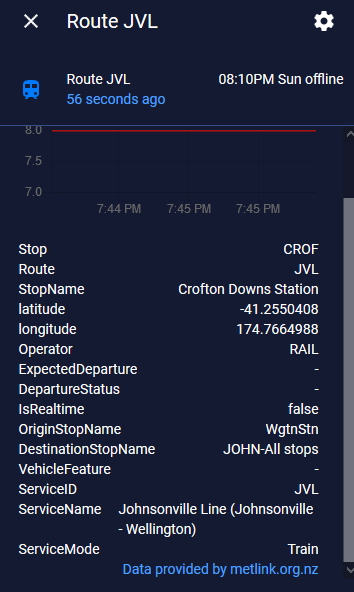 Route JVL
Route JVL 08:10PM Sun offline
56 seconds ago
8.0
7.5
7.0
7:44 PM 7:45 PM 7:45 PM
Stop CROF
Route JVL
StopName Crofton Downs Station
latitude -41.2550408
longitude 174.7664988
Operator RAIL
ExpectedDeparture -
DepartureStatus -
IsRealtime false
OriginStopName WgtnStn
DestinationStopName JOHN-All stops
VehicleFeature -
ServiceID JVL
ServiceName Johnsonville Line (Johnsonville
- Wellington)
ServiceMode Train
Data provided by metlink.org.nz